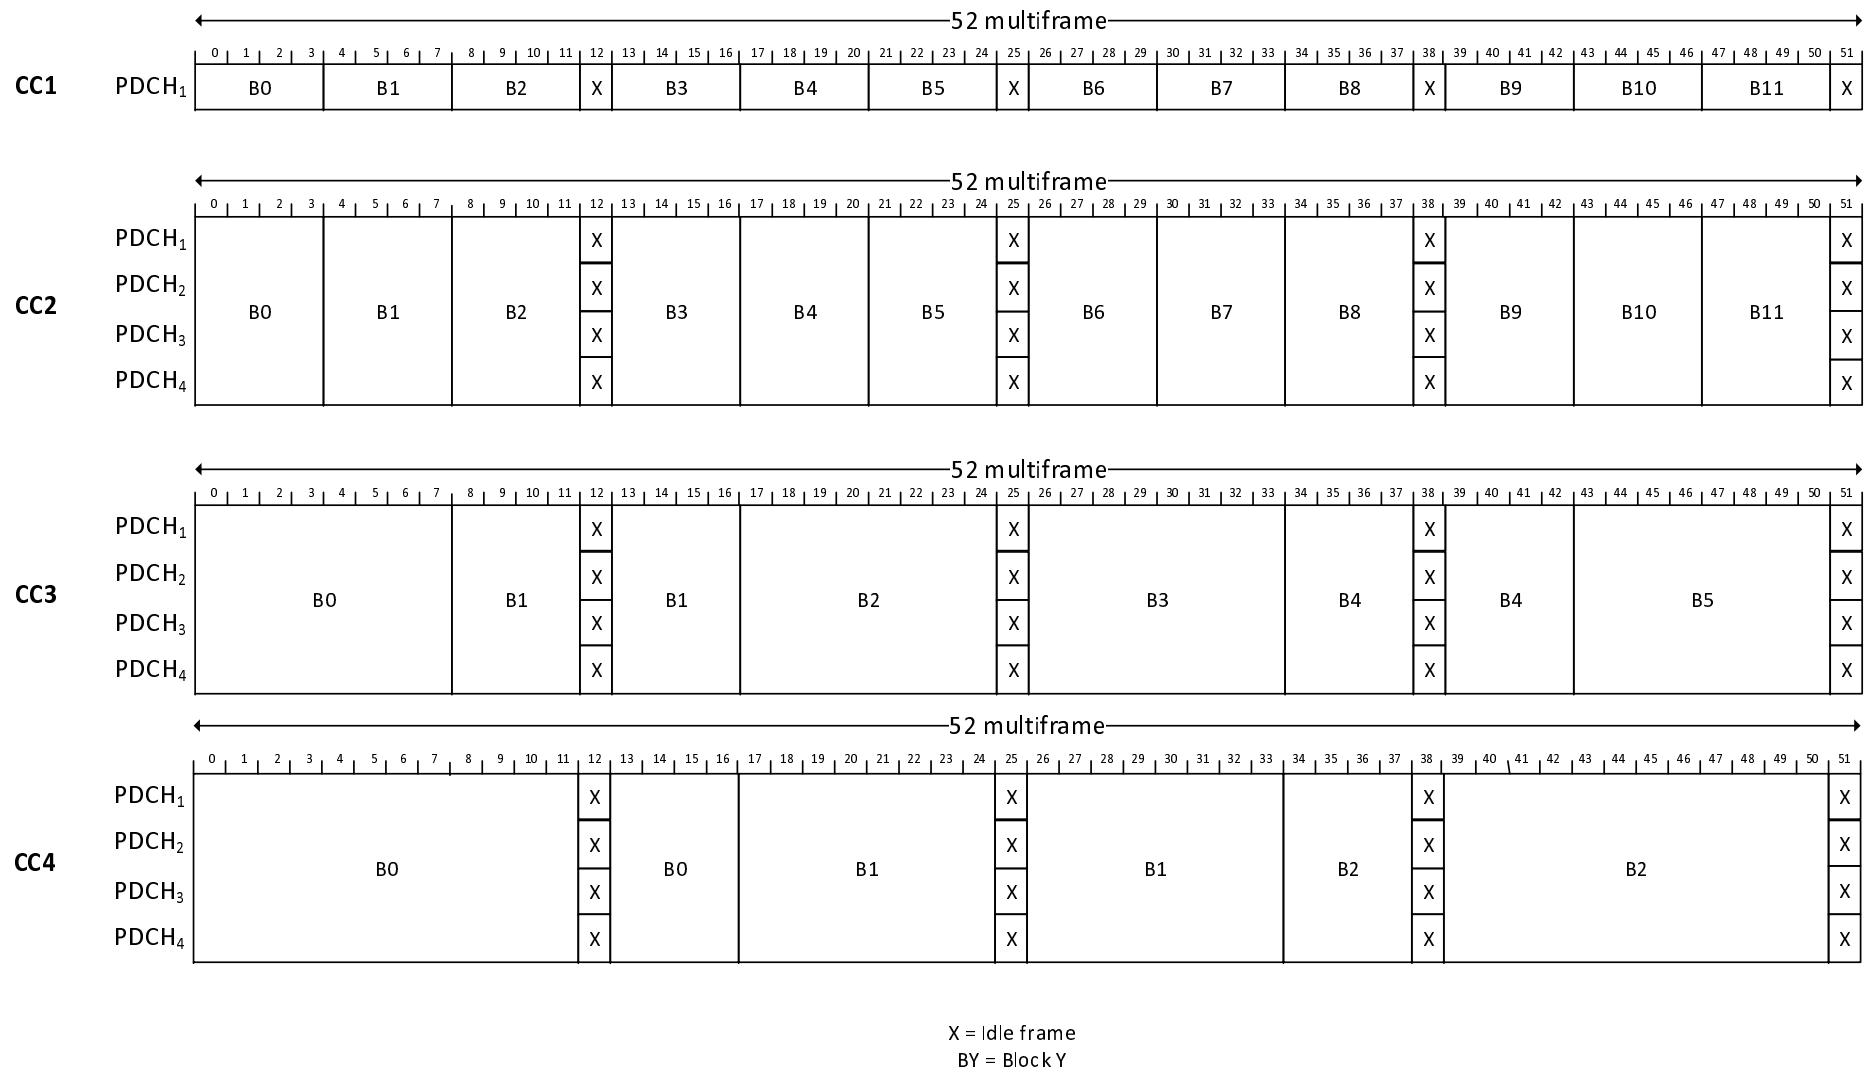 52 multiframe
0 1 2 3 4 5 6 7 8 9 10 11 12 13 14 15 16 17 18 19 20 21 22 23 24 25 26 27 28 29 30 31 32 33 34 35 36 37 38 39 40 41 42 43 44 45 46 47 48 49 50 51
CC1 PDCH1 B0 B1 B2 X B3 B4 B5 X B6 B7 B8 X B9 B10 B11 X
52 multiframe
0 1 2 3 4 5 6 7 8 9 10 11 12 13 14 15 16 17 18 19 20 21 22 23 24 25 26 27 28 29 30 31 32 33 34 35 36 37 38 39 40 41 42 43 44 45 46 47 48 49 50 51
PDCH1 X X X X
PDCH2 X X X X
CC2 B0 B1 B2 B3 B4 B5 B6 B7 B8 B9 B10 B11
PDCH3 X X X X
PDCH4 X X X X
52 multiframe
0 1 2 3 4 5 6 7 8 9 10 11 12 13 14 15 16 17 18 19 20 21 22 23 24 25 26 27 28 29 30 31 32 33 34 35 36 37 38 39 40 41 42 43 44 45 46 47 48 49 50 51
PDCH1 X X X X
PDCH2 X X X X
CC3 B0 B1 B1 B2 B3 B4 B4 B5
PDCH3 X X X X
PDCH4 X X X X
52 multiframe
0 1 2 3 4 5 6 7 8 9 10 11 12 13 14 15 16 17 18 19 20 21 22 23 24 25 26 27 28 29 30 31 32 33 34 35 36 37 38 39 40 41 42 43 44 45 46 47 48 49 50 51
PDCH1 X X X X
PDCH2 X X X X
CC4 B0 B0 B1 B1 B2 B2
PDCH3 X X X X
PDCH4 X X X X
X = Idle frame
BY = Block Y